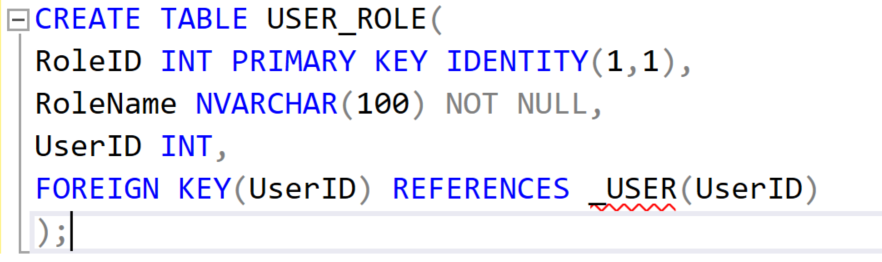 CREATE TABLE USER_ROLE(
RoleID INT PRIMARY KEY IDENTITY(1,1),
RoleName NVARCHAR(100) NOT NULL,
UserID INT,
FOREIGN KEY(UserID) REFERENCES _USER(UserID)
);